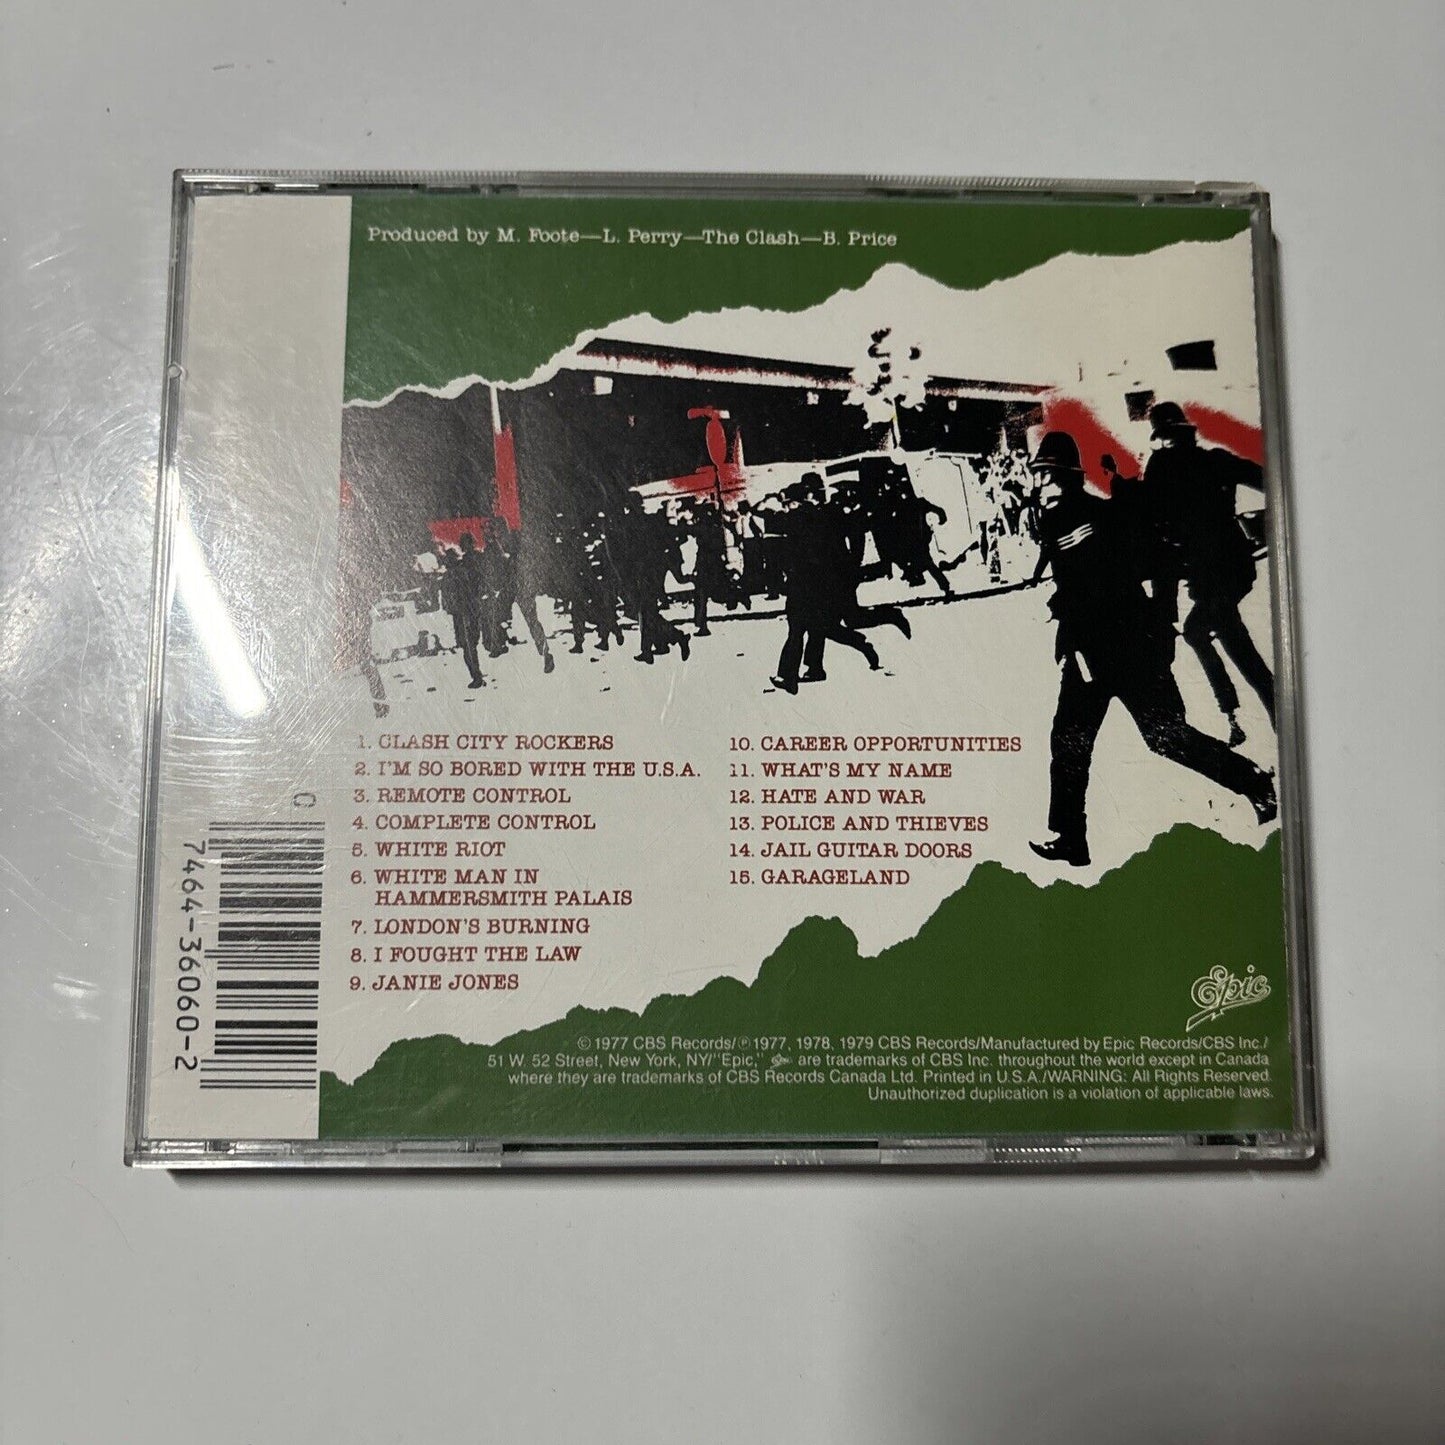 Produced by M. Foote—L. Perry—The Clash—B. Price
1. CLASH CITY ROCKERS
2. I'M SO BORED WITH THE U.S.A.
3. REMOTE CONTROL
4. COMPLETE CONTROL
5. WHITE RIOT
6. WHITE MAN IN
HAMMERSMITH PALAIS
7. LONDON'S BURNING
8. I FOUGHT THE LAW
9. JANIE JONES
10. CAREER OPPORTUNITIES
11. WHAT'S MY NAME
12. HATE AND WAR
13. POLICE AND THIEVES
14. JAIL GUITAR DOORS
15. GARAGELAND
0
7464-36060-2
Epic
© 1977 CBS Records/℗ 1977, 1978, 1979 CBS Records/Manufactured by Epic Records/CBS Inc./
51 W. 52 Street, New York, NY/"Epic," Epic are trademarks of CBS Inc. throughout the world except in Canada
where they are trademarks of CBS Records Canada Ltd. Printed in U.S.A./WARNING: All Rights Reserved.
Unauthorized duplication is a violation of applicable laws.